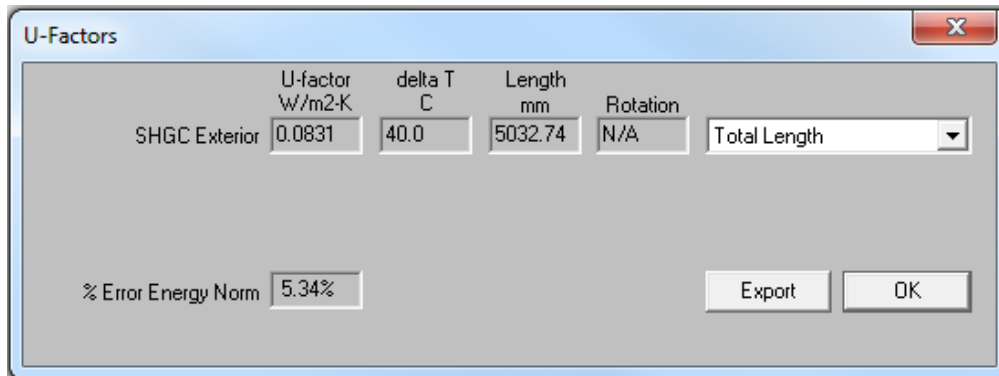 U-Factors
U-factor delta T Length
W/m2-K C mm Rotation
SHGC Exterior 0.0831 40.0 5032.74 N/A Total Length
% Error Energy Norm 5.34% Export OK